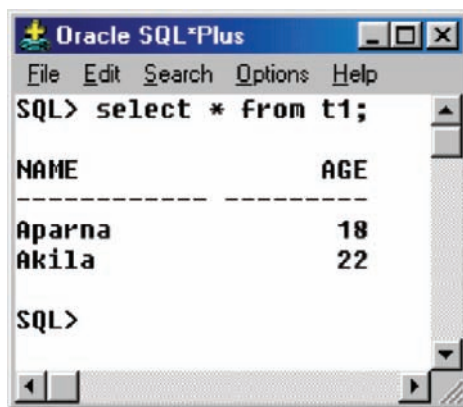 Oracle SQL*Plus
File Edit Search Options Help
SQL> select * from t1;
NAME AGE
------------ ---------
Aparna 18
Akila 22
SQL>